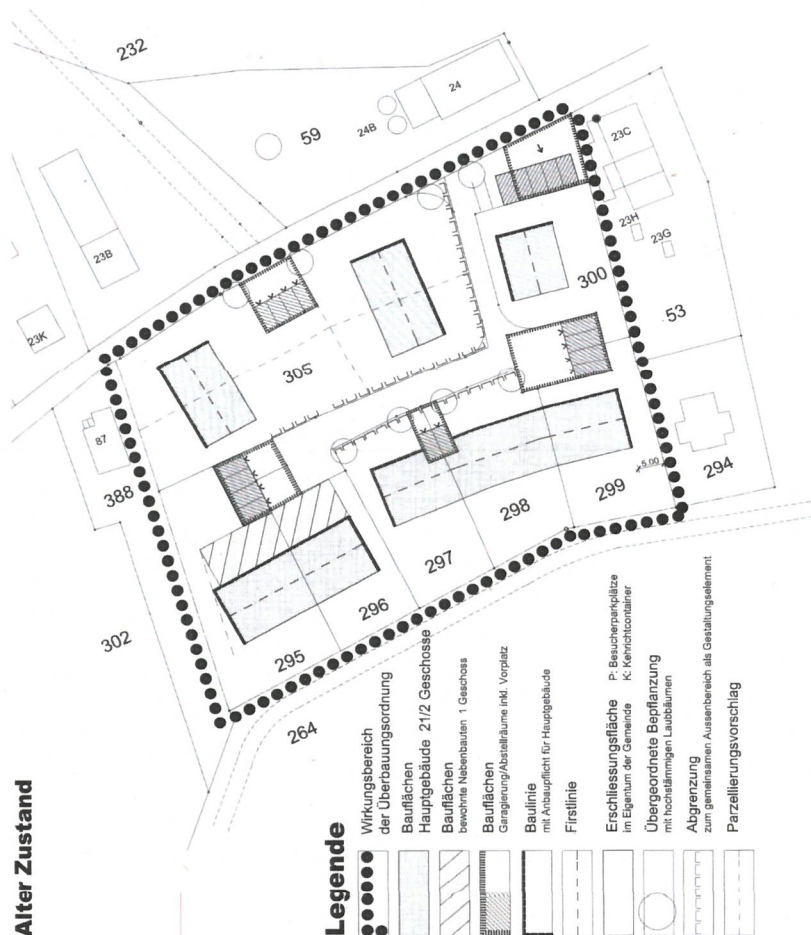 Alter Zustand
232
59
24
24B
23C
23H
23G
23B
23K
300
53
305
87
388
5.00
294
299
298
297
296
295
302
264
Legende
Wirkungsbereich
der Überbauungsordnung
Bauflächen
Hauptgebäude 21/2 Geschosse
Bauflächen
bewohnte Nebenbauten 1 Geschoss
Bauflächen
Garagierung/Abstellräume inkl. Vorplatz
Baulinie
mit Anbaupflicht für Hauptgebäude
Firstlinie
Erschliessungsfläche P: Besucherparkplätze
im Eigentum der Gemeinde K: Kehrichtcontainer
Übergeordnete Bepflanzung
mit hochstämmigen Laubbäumen
Abgrenzung
zum gemeinsamen Aussenbereich als Gestaltungselement
Parzellierungsvorschlag